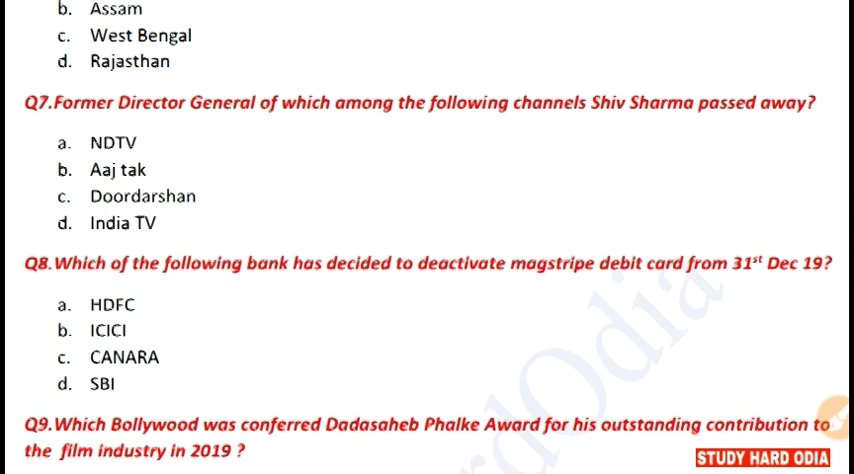 b. Assam
c. West Bengal
d. Rajasthan
Q7.Former Director General of which among the following channels Shiv Sharma passed away?
a. NDTV
b. Aaj tak
c. Doordarshan
d. India TV
Q8.Which of the following bank has decided to deactivate magstripe debit card from 31st Dec 19?
a. HDFC
b. ICICI
c. CANARA
d. SBI
Q9.Which Bollywood was conferred Dadasaheb Phalke Award for his outstanding contribution to
the film industry in 2019 ?
STUDY HARD ODIA